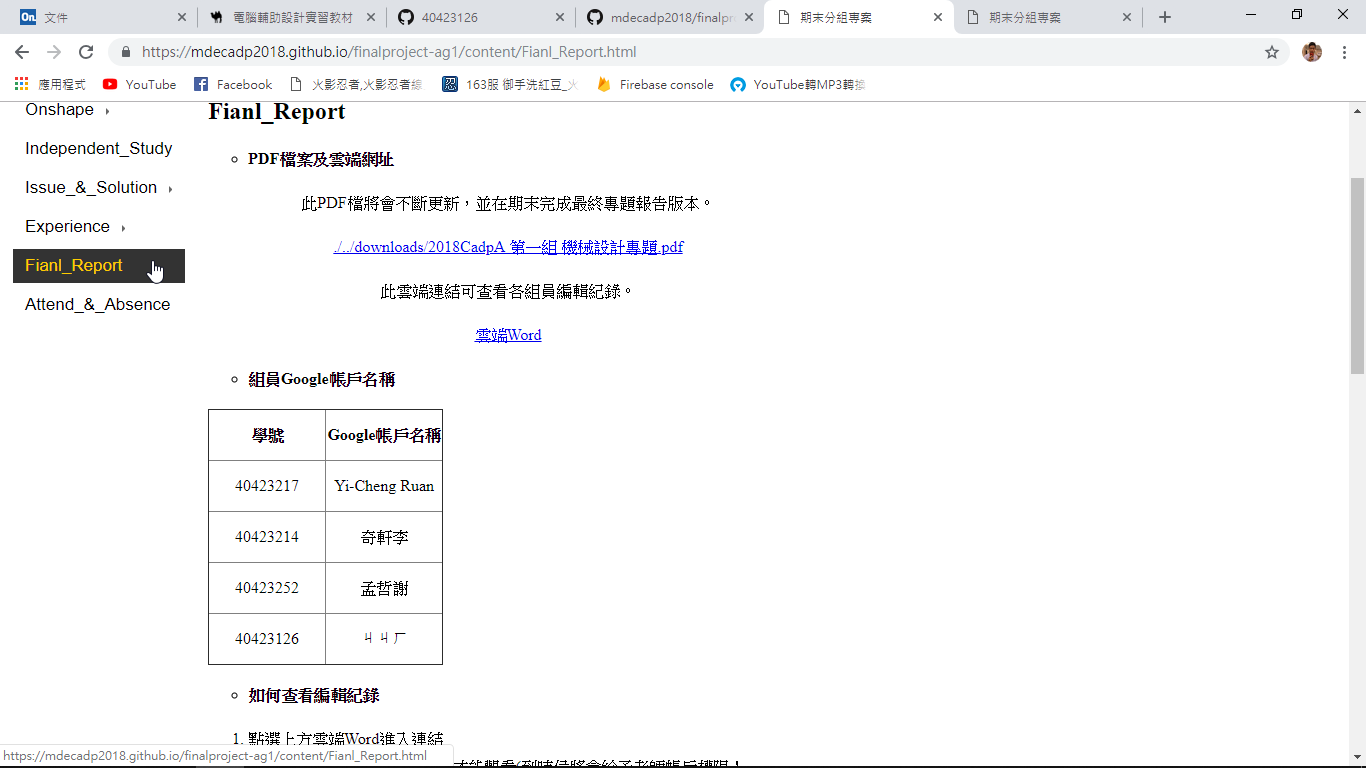 文件
電腦輔助設計實習教材
40423126
mdecadp2018/finalpr
期末分組專案
期末分組專案
https://mdecadp2018.github.io/finalproject-ag1/content/Fianl_Report.html
應用程式
YouTube
Facebook
火影忍者,火影忍者線
163服 御手洗紅豆_火
Firebase console
YouTube轉MP3轉換
Onshape
Independent_Study
Issue_&_Solution
Experience
Fianl_Report
Attend_&_Absence
Fianl_Report
PDF檔案及雲端網址
此PDF檔將會不斷更新，並在期末完成最終專題報告版本。
./../downloads/2018CadpA 第一組 機械設計專題.pdf
此雲端連結可查看各組員編輯紀錄。
雲端Word
組員Google帳戶名稱
學號 Google帳戶名稱
40423217 Yi-Cheng Ruan
40423214 奇軒李
40423252 孟哲謝
40423126 ㄐㄐㄏ
如何查看編輯紀錄
1. 點選上方雲端Word進入連結
https://mdecadp2018.github.io/finalproject-ag1/content/Fianl_Report.html